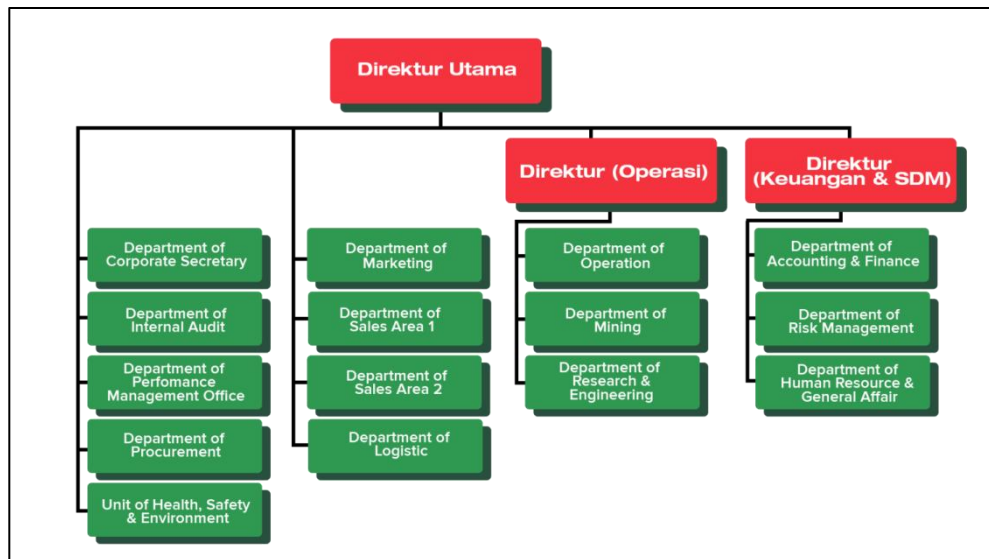 Direktur Utama
Direktur (Operasi)
Direktur
(Keuangan & SDM)
Department of
Corporate Secretary
Department of
Internal Audit
Department of
Perfomance
Management Office
Department of
Procurement
Unit of Health, Safety
& Environment
Department of
Marketing
Department of
Sales Area 1
Department of
Sales Area 2
Department of
Logistic
Department of
Operation
Department of
Mining
Department of
Research &
Engineering
Department of
Accounting & Finance
Department of
Risk Management
Department of
Human Resource &
General Affair